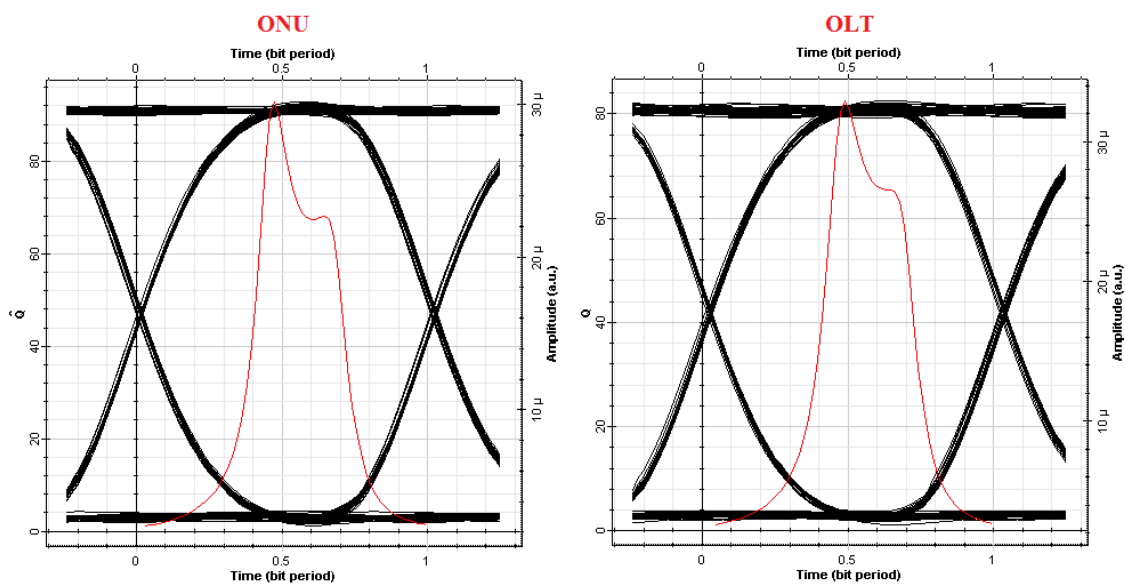 ONU
Time (bit period)
0 0.5 1
80
60
40
20
0
Q̂
30 µ
20 µ
10 µ
Amplitude (a.u.)
0 0.5 1
Time (bit period)
OLT
Time (bit period)
0 0.5 1
80
60
40
20
0
Q
30 µ
20 µ
10 µ
Amplitude (a.u.)
0 0.5 1
Time (bit period)